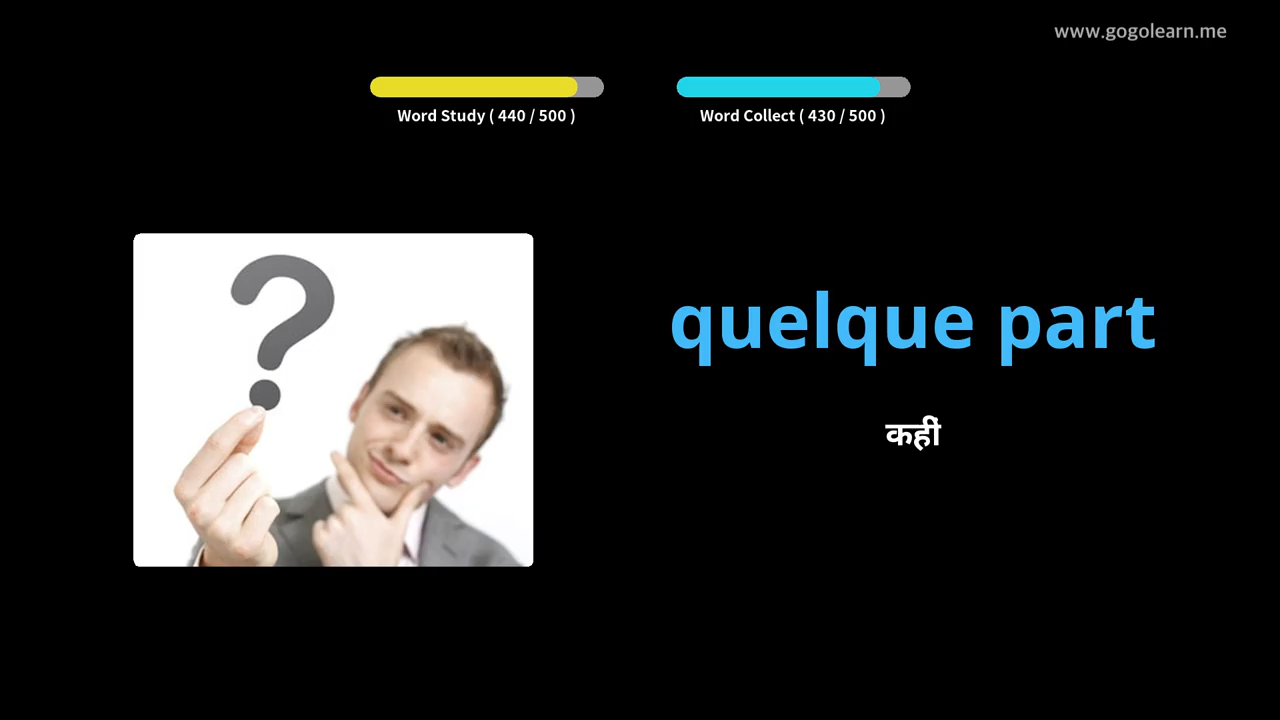 www.gogolearn.me
Word Study ( 440 / 500 )
Word Collect ( 430 / 500 )
?
quelque part
कहीं